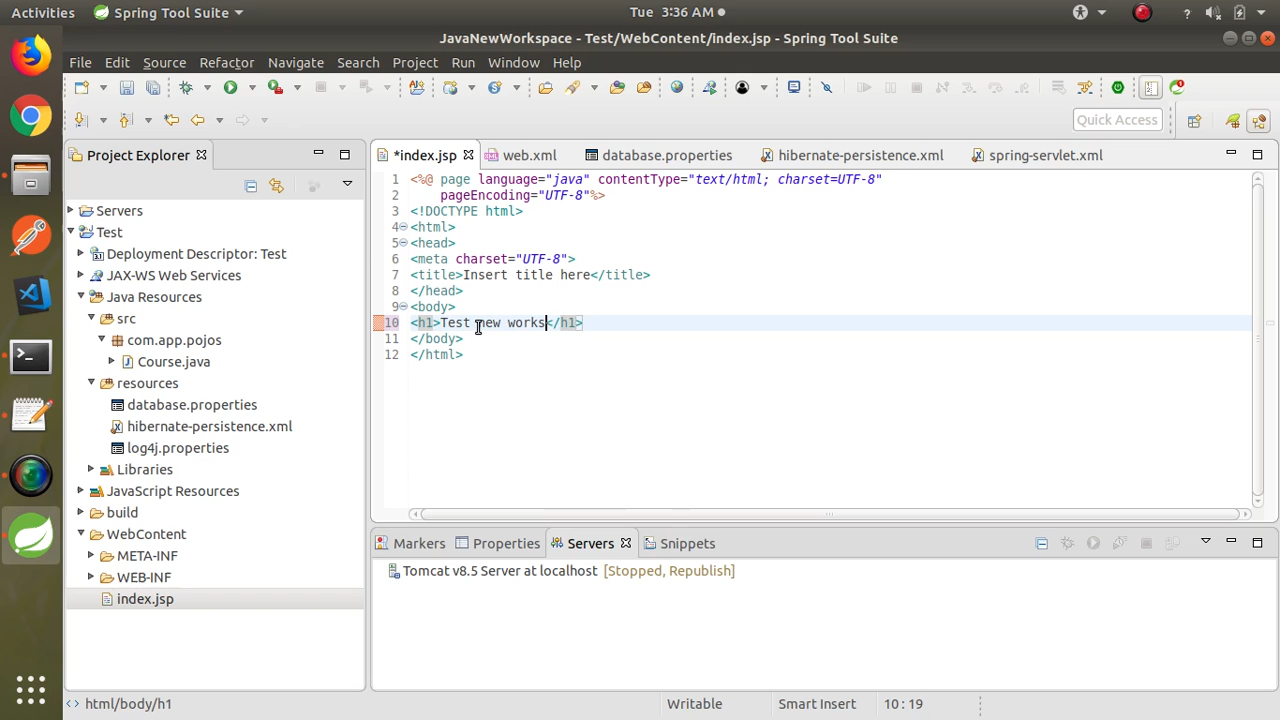 Activities Spring Tool Suite Tue 3:36 AM
JavaNewWorkspace - Test/WebContent/index.jsp - Spring Tool Suite
File Edit Source Refactor Navigate Search Project Run Window Help
Quick Access
Project Explorer
Servers
Test
Deployment Descriptor: Test
JAX-WS Web Services
Java Resources
src
com.app.pojos
Course.java
resources
database.properties
hibernate-persistence.xml
log4j.properties
Libraries
JavaScript Resources
build
WebContent
META-INF
WEB-INF
index.jsp
*index.jsp web.xml database.properties hibernate-persistence.xml spring-servlet.xml
1 <%@ page language="java" contentType="text/html; charset=UTF-8"
2 pageEncoding="UTF-8"%>
3 <!DOCTYPE html>
4 <html>
5 <head>
6 <meta charset="UTF-8">
7 <title>Insert title here</title>
8 </head>
9 <body>
10 <h1>Test new works</h1>
11 </body>
12 </html>
Markers Properties Servers Snippets
Tomcat v8.5 Server at localhost [Stopped, Republish]
html/body/h1 Writable Smart Insert 10 : 19